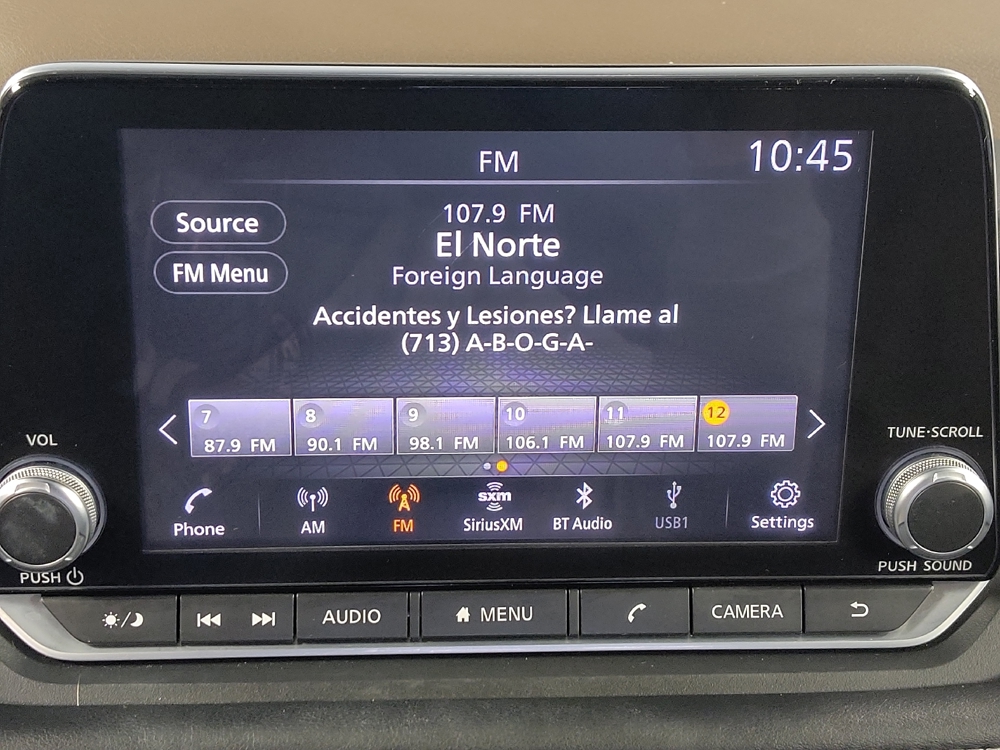 FM
10:45
Source
FM Menu
107.9 FM
El Norte
Foreign Language
Accidentes y Lesiones? Llame al
(713) A-B-O-G-A-
7
87.9 FM
8
90.1 FM
9
98.1 FM
10
106.1 FM
11
107.9 FM
12
107.9 FM
VOL
TUNE·SCROLL
Phone
AM
FM
sxm
SiriusXM
BT Audio
USB1
Settings
PUSH
PUSH SOUND
AUDIO
MENU
CAMERA